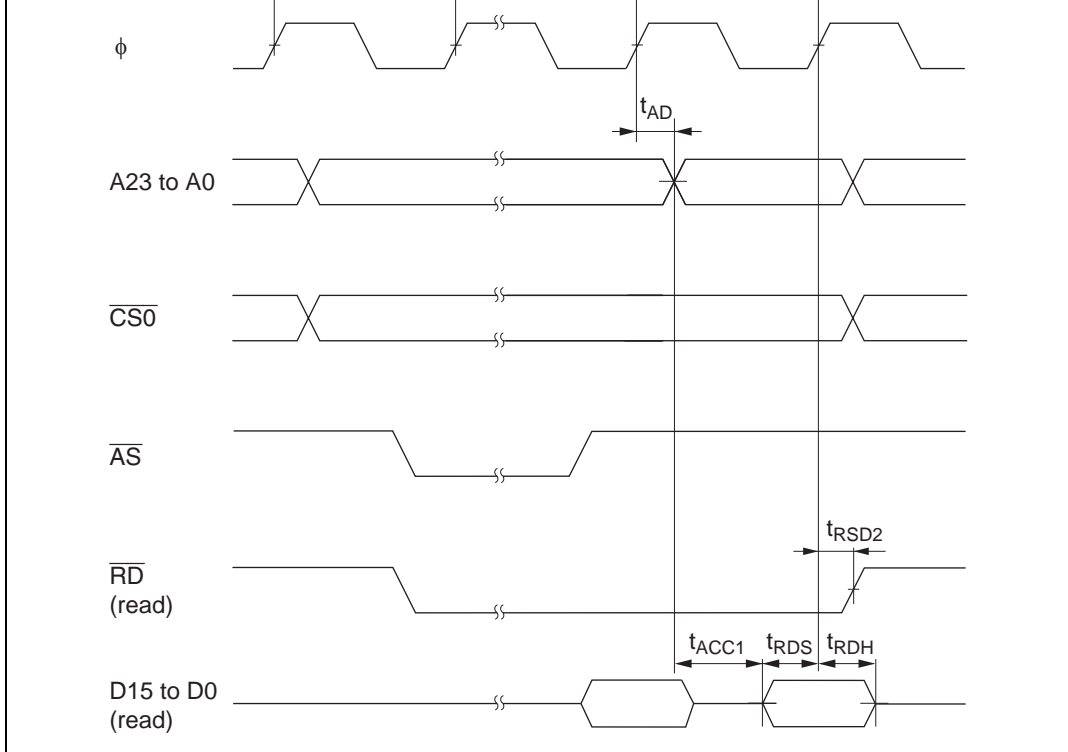 ϕ
tAD
A23 to A0
CS0
AS
tRSD2
RD
(read)
tACC1 tRDS tRDH
D15 to D0
(read)